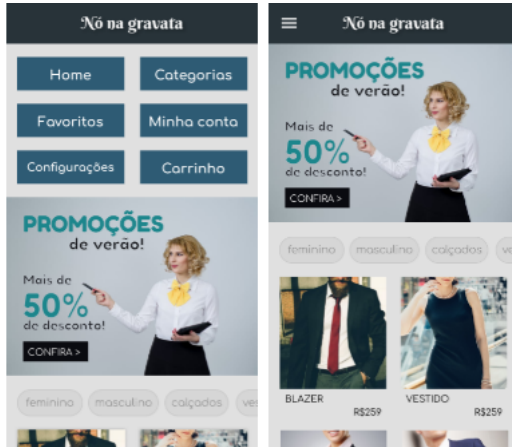 Nó na gravata
Home
Categorias
Favoritos
Minha conta
Configurações
Carrinho
PROMOÇÕES
de verão!
Mais de
50%
de desconto!
CONFIRA >
feminino
masculino
calçados
ves
Nó na gravata
PROMOÇÕES
de verão!
Mais de
50%
de desconto!
CONFIRA >
feminino
masculino
calçados
ve
BLAZER
R$259
VESTIDO
R$259